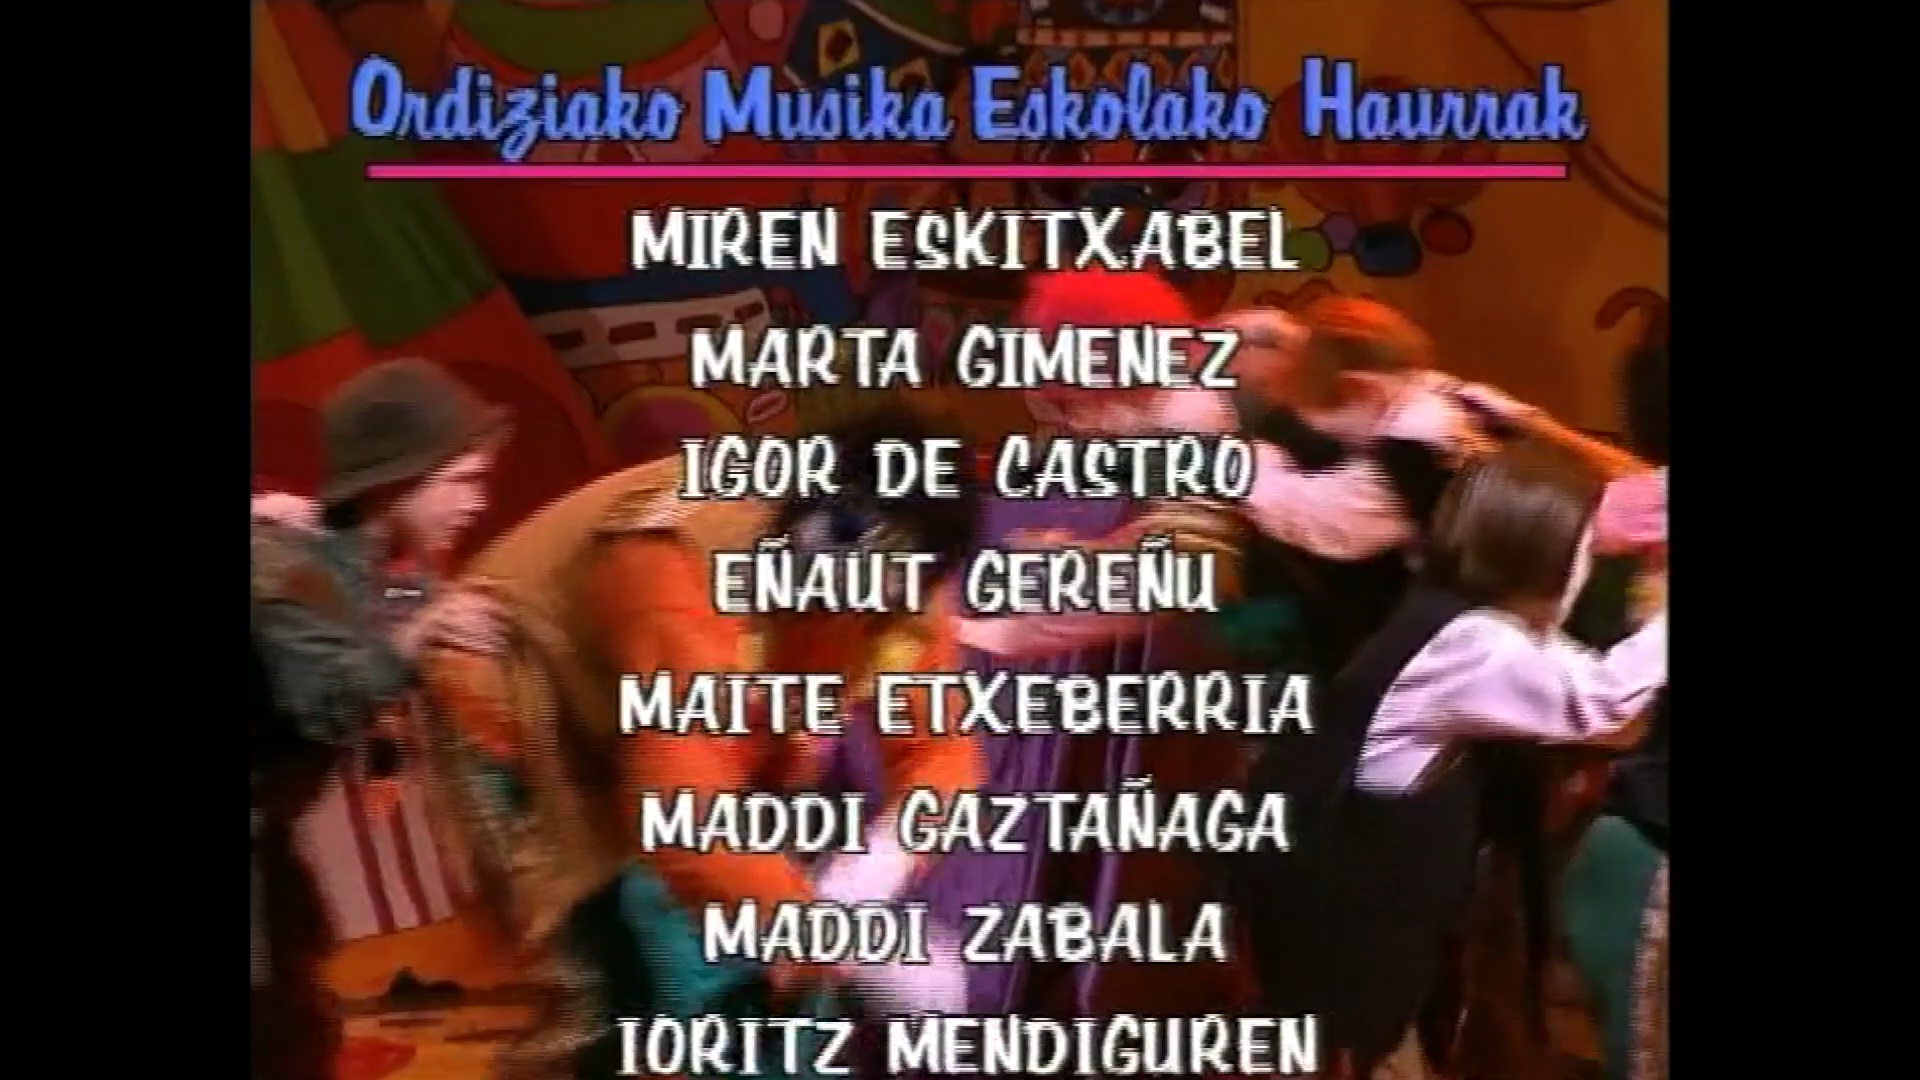 Ordiziako Musika Eskolako Haurrak
MIREN ESKITXABEL
MARTA GIMENEZ
IGOR DE CASTRO
EÑAUT GEREÑU
MAITE ETXEBERRIA
MADDI GAZTAÑAGA
MADDI ZABALA
IORITZ MENDIGUREN